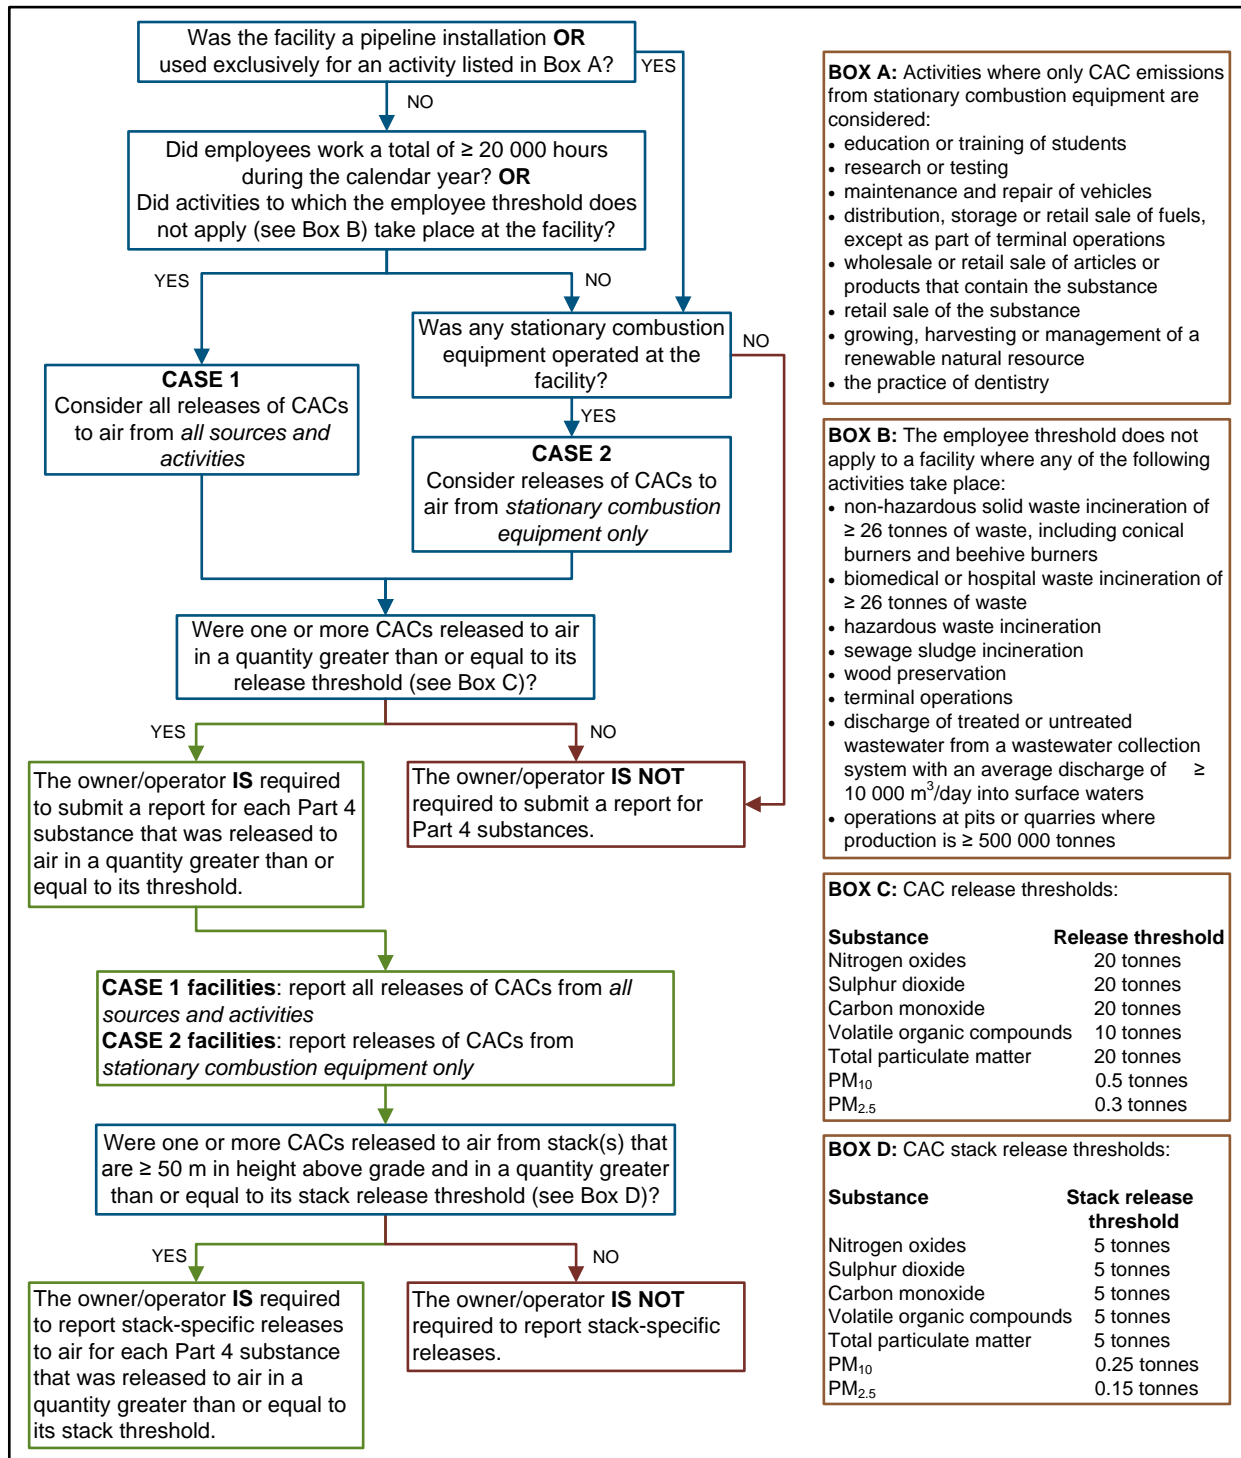 Was the facility a pipeline installation OR
used exclusively for an activity listed in Box A?
YES
NO
Did employees work a total of ≥ 20 000 hours
during the calendar year? OR
Did activities to which the employee threshold does
not apply (see Box B) take place at the facility?
YES
NO
Was any stationary combustion
equipment operated at the
facility?
NO
YES
CASE 1
Consider all releases of CACs
to air from all sources and
activities
CASE 2
Consider releases of CACs to
air from stationary combustion
equipment only
Were one or more CACs released to air
in a quantity greater than or equal to its
release threshold (see Box C)?
YES
NO
The owner/operator IS required
to submit a report for each Part 4
substance that was released to
air in a quantity greater than or
equal to its threshold.
The owner/operator IS NOT
required to submit a report for
Part 4 substances.
CASE 1 facilities: report all releases of CACs from all
sources and activities
CASE 2 facilities: report releases of CACs from
stationary combustion equipment only
Were one or more CACs released to air from stack(s) that
are ≥ 50 m in height above grade and in a quantity greater
than or equal to its stack release threshold (see Box D)?
YES
NO
The owner/operator IS required
to report stack-specific releases
to air for each Part 4 substance
that was released to air in a
quantity greater than or equal to
its stack threshold.
The owner/operator IS NOT
required to report stack-specific
releases.
BOX A: Activities where only CAC emissions
from stationary combustion equipment are
considered:
• education or training of students
• research or testing
• maintenance and repair of vehicles
• distribution, storage or retail sale of fuels,
except as part of terminal operations
• wholesale or retail sale of articles or
products that contain the substance
• retail sale of the substance
• growing, harvesting or management of a
renewable natural resource
• the practice of dentistry
BOX B: The employee threshold does not
apply to a facility where any of the following
activities take place:
• non-hazardous solid waste incineration of
≥ 26 tonnes of waste, including conical
burners and beehive burners
• biomedical or hospital waste incineration of
≥ 26 tonnes of waste
• hazardous waste incineration
• sewage sludge incineration
• wood preservation
• terminal operations
• discharge of treated or untreated
wastewater from a wastewater collection
system with an average discharge of ≥
10 000 m³/day into surface waters
• operations at pits or quarries where
production is ≥ 500 000 tonnes
BOX C: CAC release thresholds:
Substance Release threshold
Nitrogen oxides 20 tonnes
Sulphur dioxide 20 tonnes
Carbon monoxide 20 tonnes
Volatile organic compounds 10 tonnes
Total particulate matter 20 tonnes
PM₁₀ 0.5 tonnes
PM₂.₅ 0.3 tonnes
BOX D: CAC stack release thresholds:
Substance Stack release
threshold
Nitrogen oxides 5 tonnes
Sulphur dioxide 5 tonnes
Carbon monoxide 5 tonnes
Volatile organic compounds 5 tonnes
Total particulate matter 5 tonnes
PM₁₀ 0.25 tonnes
PM₂.₅ 0.15 tonnes